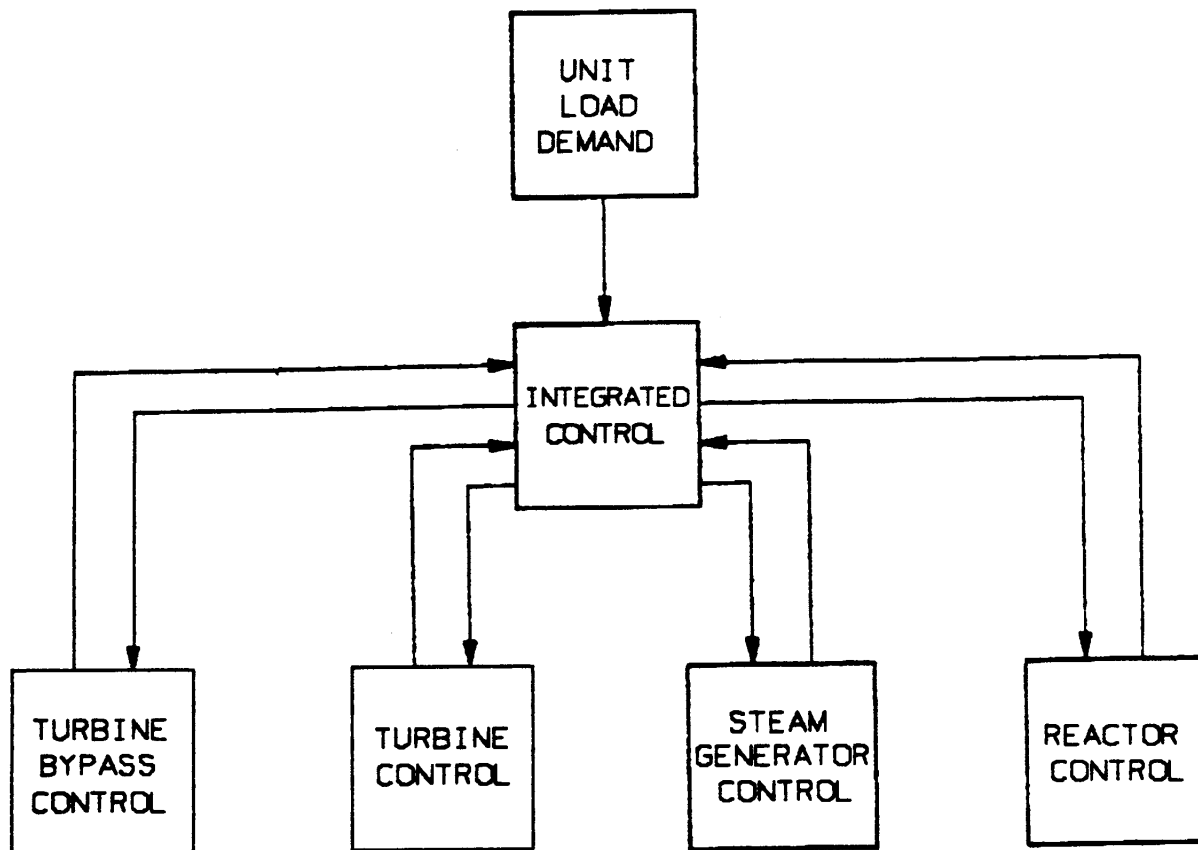 UNIT
LOAD
DEMAND
INTEGRATED
CONTROL
TURBINE
BYPASS
CONTROL
TURBINE
CONTROL
STEAM
GENERATOR
CONTROL
REACTOR
CONTROL